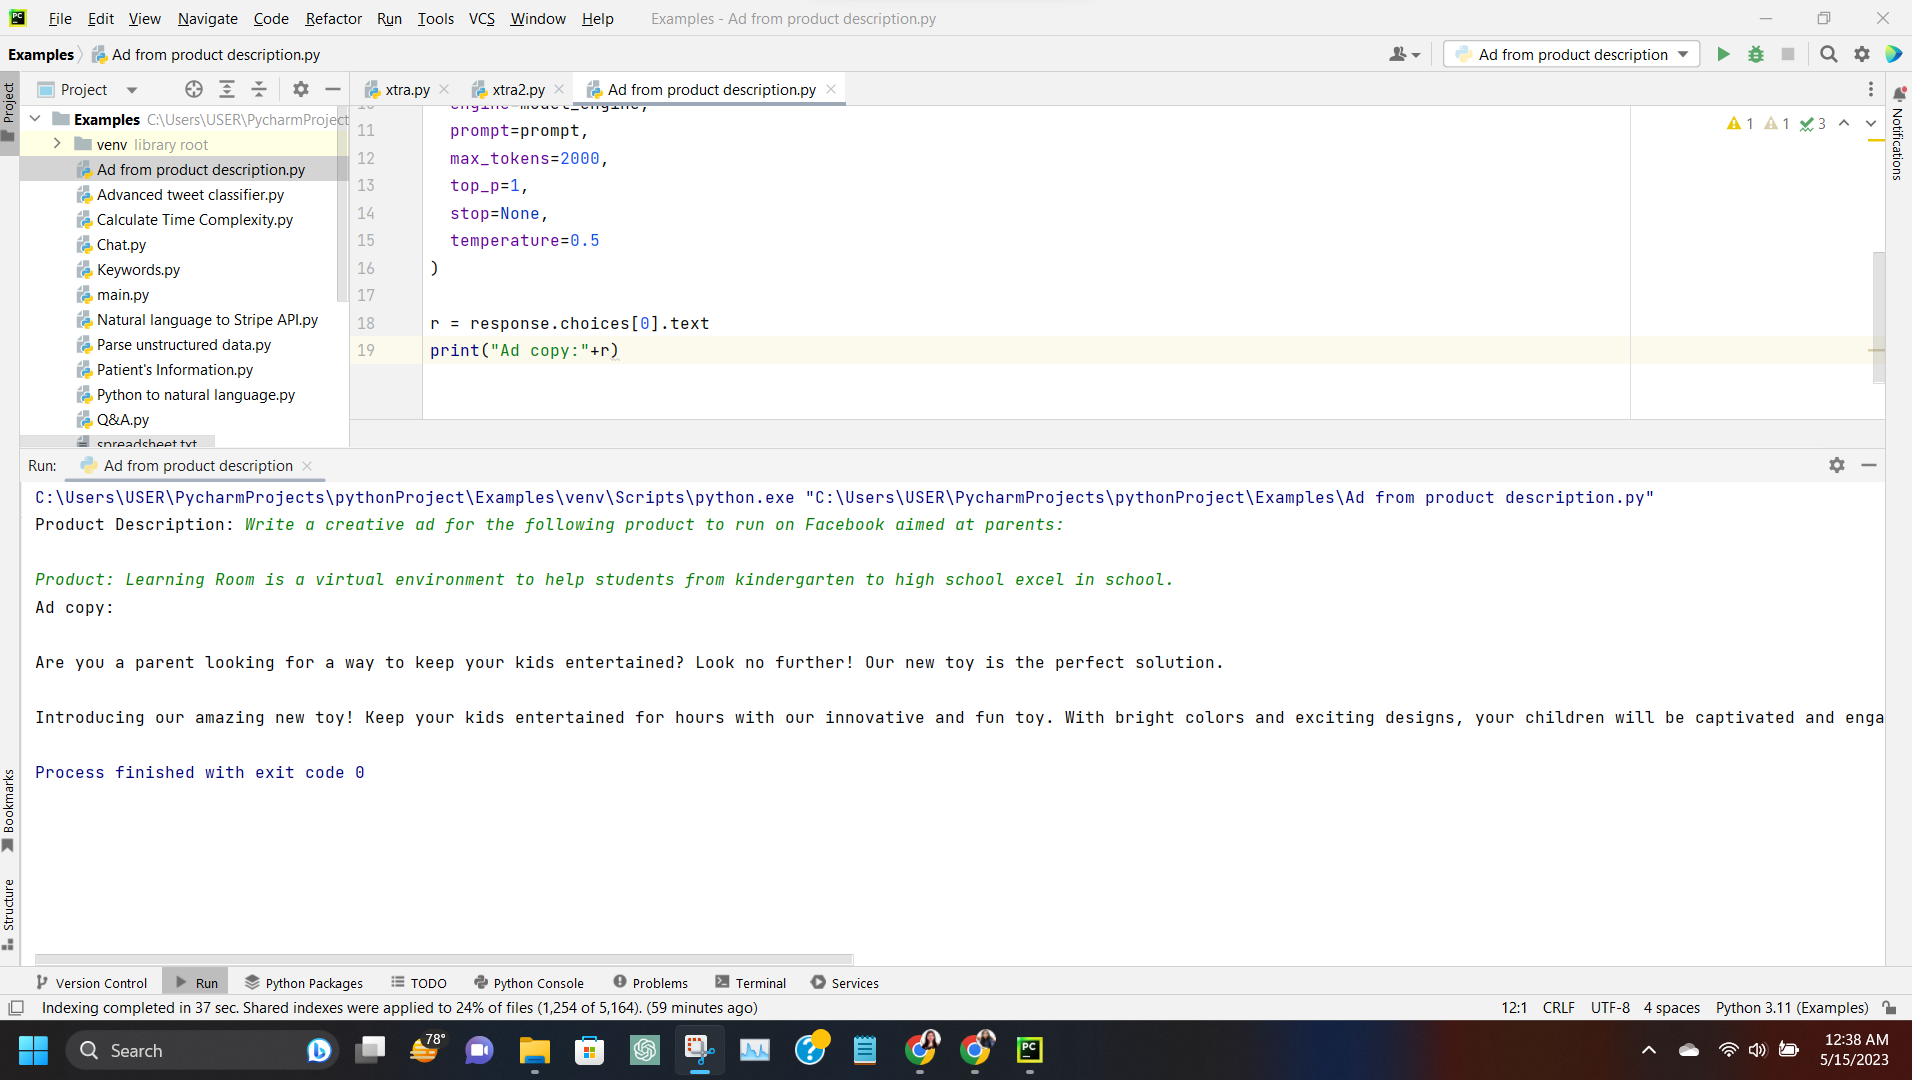 PC File Edit View Navigate Code Refactor Run Tools VCS Window Help Examples - Ad from product description.py
Examples Ad from product description.py Ad from product description
Project xtra.py xtra2.py Ad from product description.py
Project
Examples C:\Users\USER\PycharmProject
venv library root
Ad from product description.py
Advanced tweet classifier.py
Calculate Time Complexity.py
Chat.py
Keywords.py
main.py
Natural language to Stripe API.py
Parse unstructured data.py
Patient's Information.py
Python to natural language.py
Q&A.py
spreadsheet.txt
10 engine=model_engine,
11 prompt=prompt,
12 max_tokens=2000,
13 top_p=1,
14 stop=None,
15 temperature=0.5
16 )
17
18 r = response.choices[0].text
19 print("Ad copy:"+r)
1 1 3
Notifications
Run: Ad from product description
C:\Users\USER\PycharmProjects\pythonProject\Examples\venv\Scripts\python.exe "C:\Users\USER\PycharmProjects\pythonProject\Examples\Ad from product description.py"
Product Description: Write a creative ad for the following product to run on Facebook aimed at parents:
Product: Learning Room is a virtual environment to help students from kindergarten to high school excel in school.
Ad copy:
Are you a parent looking for a way to keep your kids entertained? Look no further! Our new toy is the perfect solution.
Introducing our amazing new toy! Keep your kids entertained for hours with our innovative and fun toy. With bright colors and exciting designs, your children will be captivated and enga
Process finished with exit code 0
Bookmarks
Structure
Version Control Run Python Packages TODO Python Console Problems Terminal Services
Indexing completed in 37 sec. Shared indexes were applied to 24% of files (1,254 of 5,164). (59 minutes ago) 12:1 CRLF UTF-8 4 spaces Python 3.11 (Examples)
Search 78° PC 12:38 AM
5/15/2023